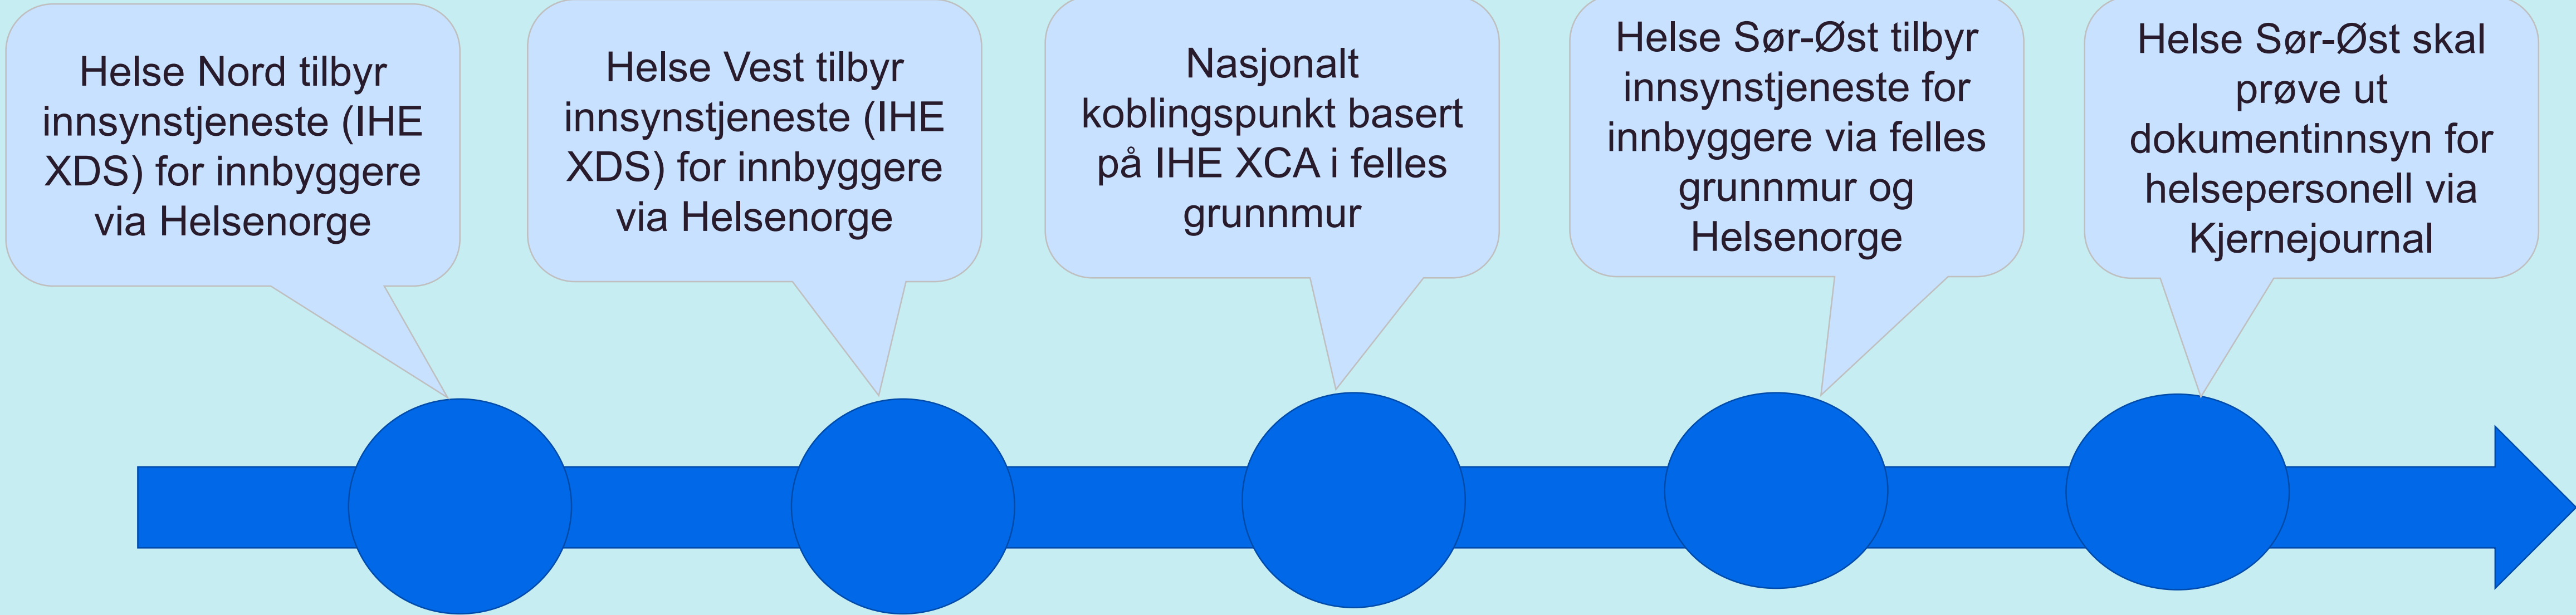 Helse Nord tilbyr
innsynstjeneste (IHE
XDS) for innbyggere
via Helsenorge
Helse Vest tilbyr
innsynstjeneste (IHE
XDS) for innbyggere
via Helsenorge
Nasjonalt
koblingspunkt basert
på IHE XCA i felles
grunnmur
Helse Sør-Øst tilbyr
innsynstjeneste for
innbyggere via felles
grunnmur og
Helsenorge
Helse Sør-Øst skal
prøve ut
dokumentinnsyn for
helsepersonell via
Kjernejournal